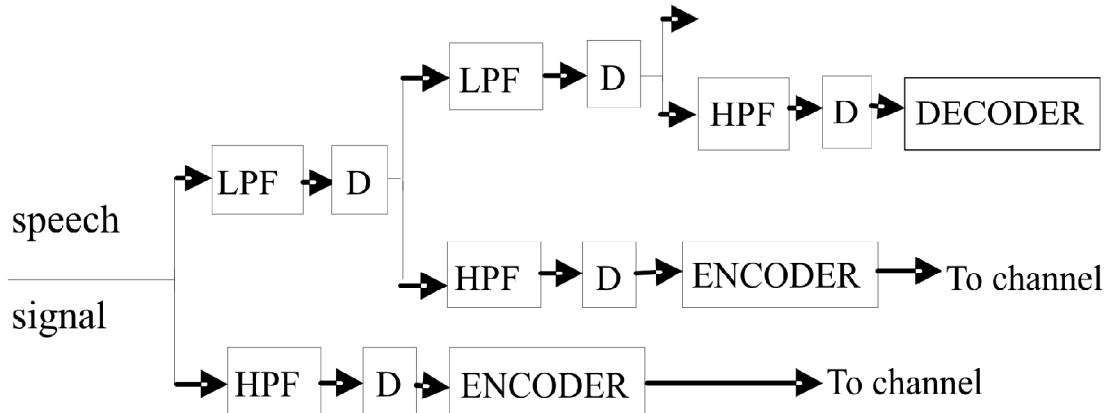 LPF
D
HPF
D
DECODER
LPF
D
speech
HPF
D
ENCODER
To channel
signal
HPF
D
ENCODER
To channel